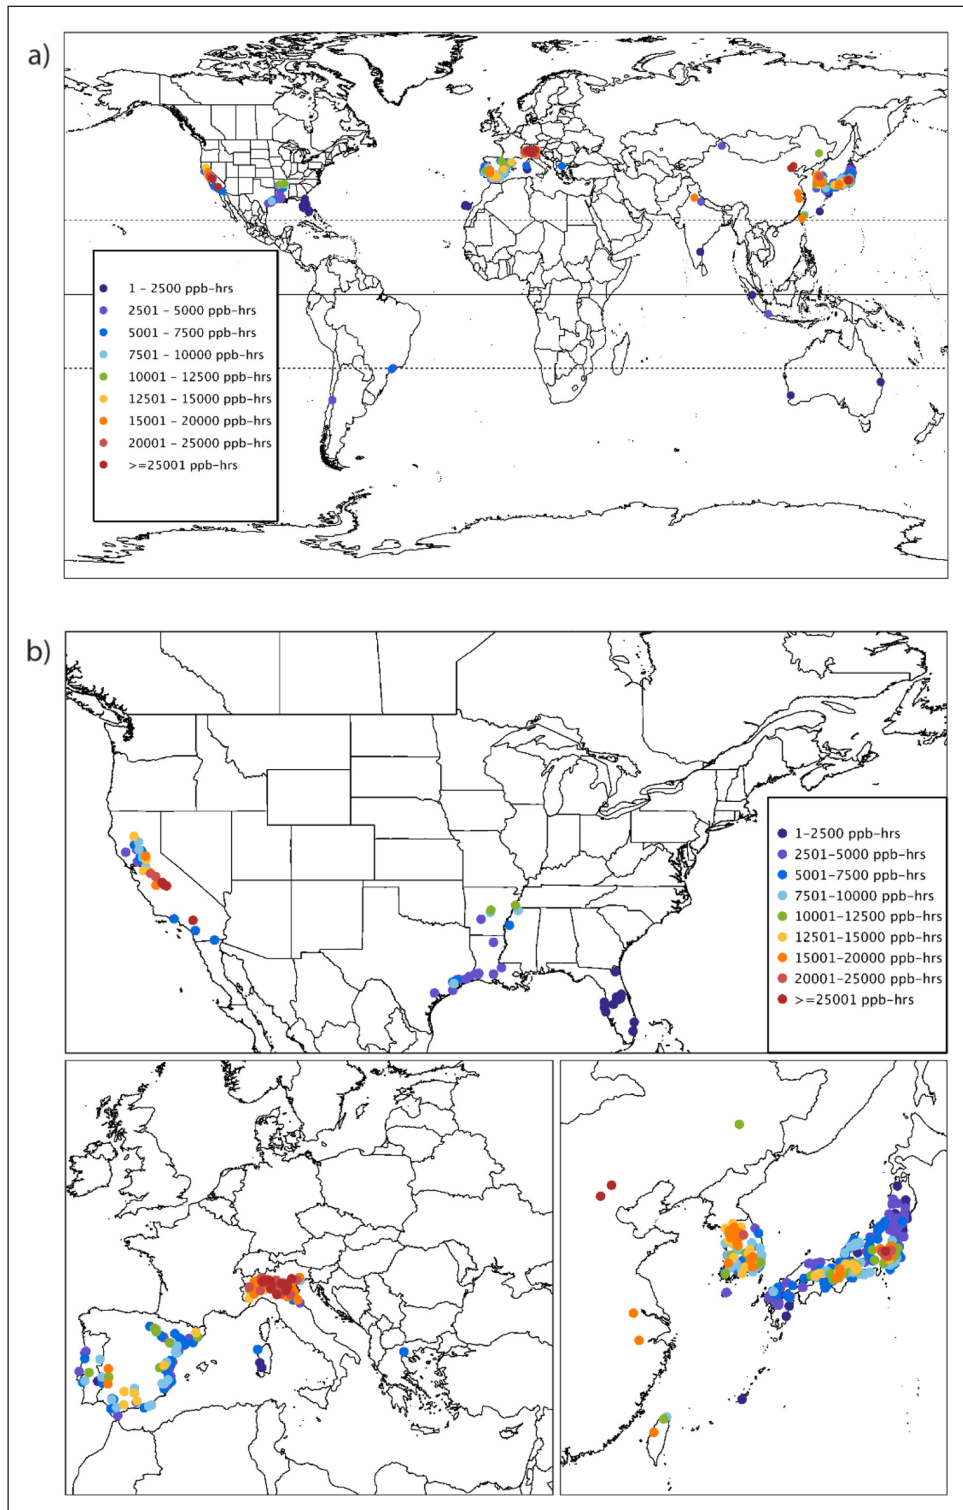 a)
1 – 2500 ppb–hrs
2501 – 5000 ppb–hrs
5001 – 7500 ppb–hrs
7501 – 10000 ppb–hrs
10001 – 12500 ppb–hrs
12501 – 15000 ppb–hrs
15001 – 20000 ppb–hrs
20001 – 25000 ppb–hrs
>=25001 ppb–hrs
b)
1–2500 ppb–hrs
2501–5000 ppb–hrs
5001–7500 ppb–hrs
7501–10000 ppb–hrs
10001–12500 ppb–hrs
12501–15000 ppb–hrs
15001–20000 ppb–hrs
20001–25000 ppb–hrs
>=25001 ppb–hrs